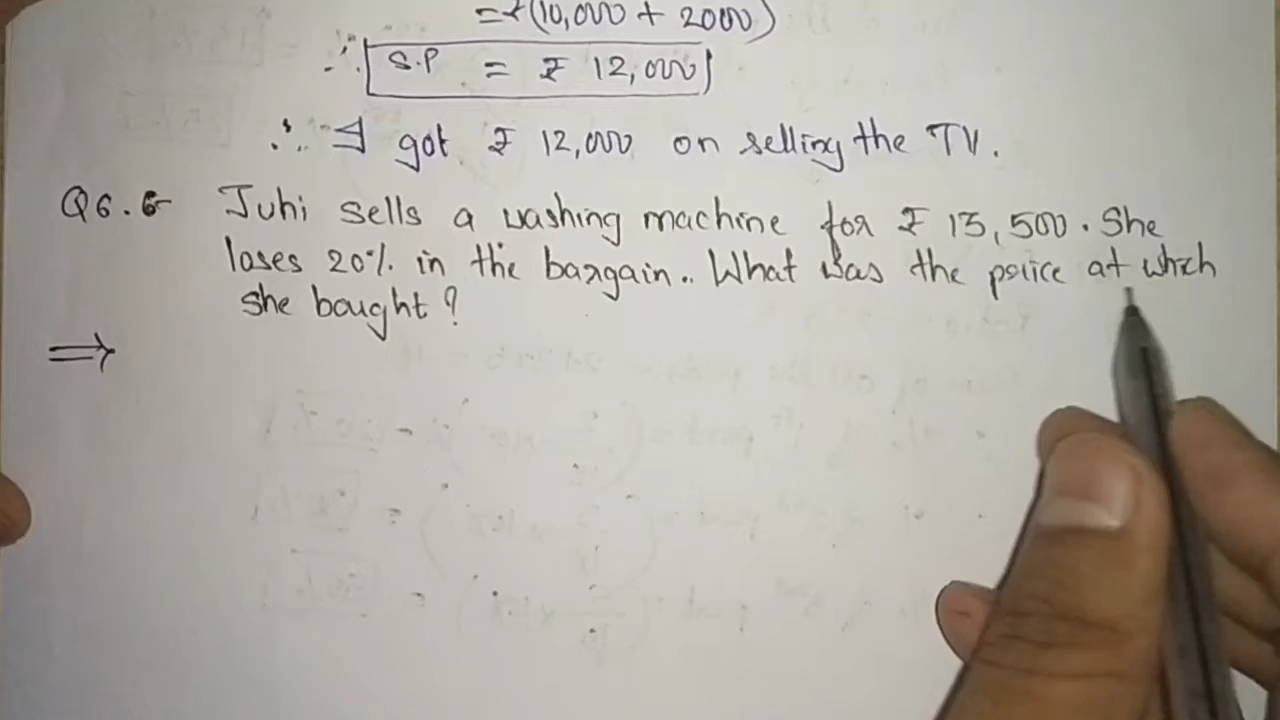 = ₹(10,000 + 2000)
∴ S.P = ₹ 12,000
∴ I got ₹ 12,000 on selling the TV.
Q6. Juhi sells a washing machine for ₹ 13,500. She
loses 20% in the bargain.. What was the price at which
she bought?
⇒